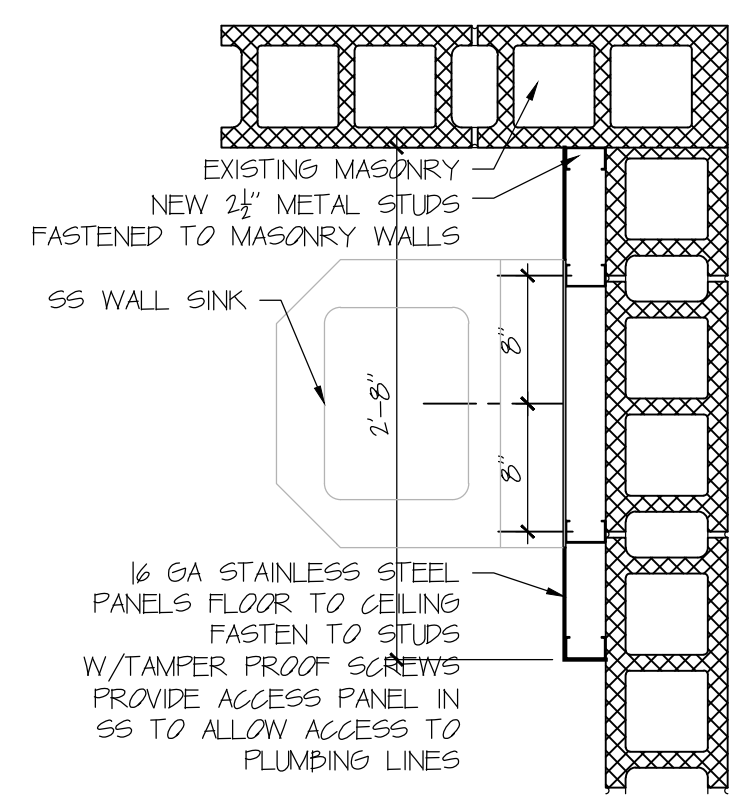 EXISTING MASONRY
NEW 2½" METAL STUDS
FASTENED TO MASONRY WALLS
SS WALL SINK
8"
2'-8"
8"
16 GA STAINLESS STEEL
PANELS FLOOR TO CEILING
FASTEN TO STUDS
W/TAMPER PROOF SCREWS
PROVIDE ACCESS PANEL IN
SS TO ALLOW ACCESS TO
PLUMBING LINES